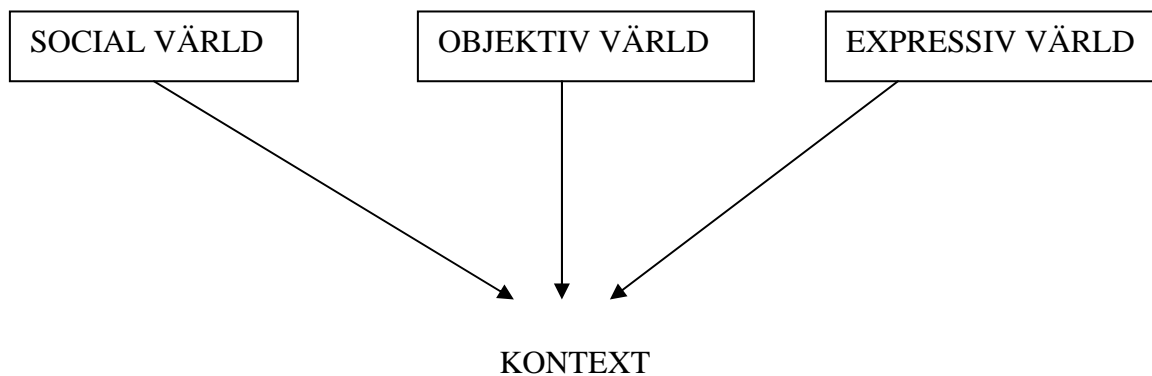 SOCIAL VÄRLD
OBJEKTIV VÄRLD
EXPRESSIV VÄRLD
KONTEXT